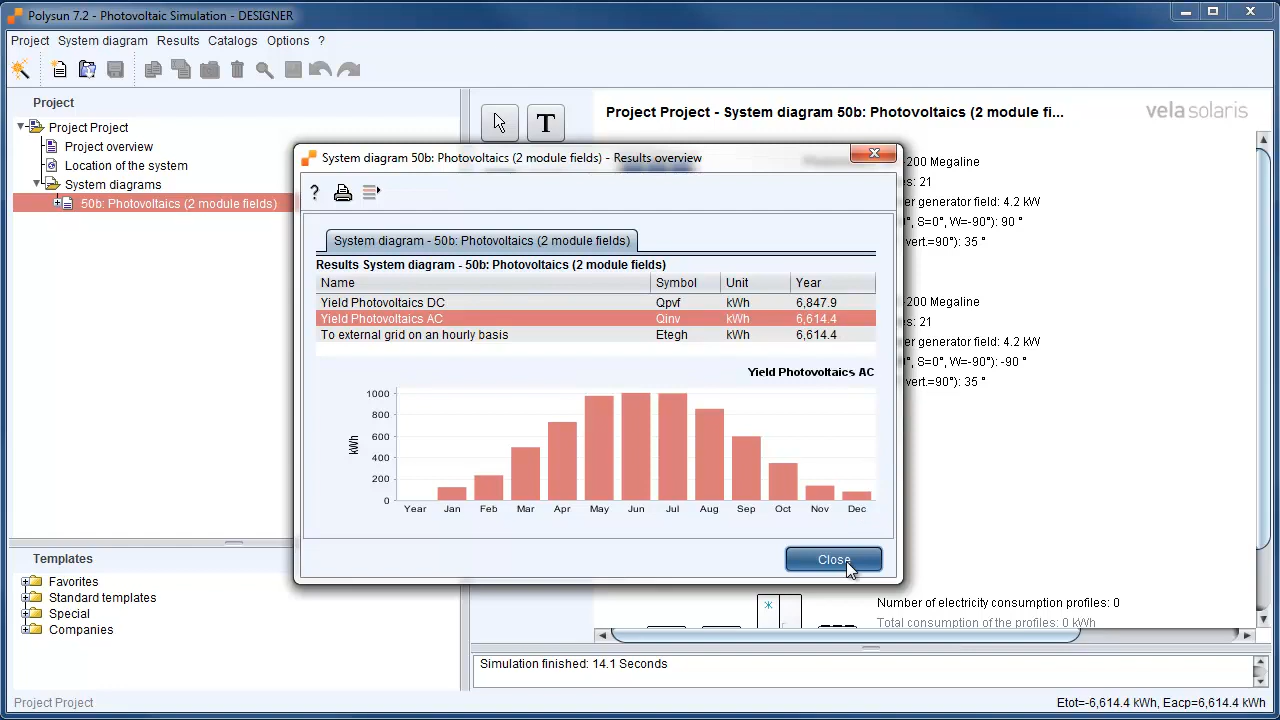 Polysun 7.2 - Photovoltaic Simulation - DESIGNER
Project System diagram Results Catalogs Options ?
Project
Project Project
Project overview
Location of the system
System diagrams
50b: Photovoltaics (2 module fields)
Templates
Favorites
Standard templates
Special
Companies
T
Project Project - System diagram 50b: Photovoltaics (2 module fi...
vela solaris
200 Megaline
es: 21
er generator field: 4.2 kW
°, S=0°, W=-90°): 90 °
vert.=90°): 35 °
200 Megaline
es: 21
er generator field: 4.2 kW
°, S=0°, W=-90°): -90 °
vert.=90°): 35 °
Number of electricity consumption profiles: 0
Total consumption of the profiles: 0 kWh
System diagram 50b: Photovoltaics (2 module fields) - Results overview
?
System diagram - 50b: Photovoltaics (2 module fields)
Results System diagram - 50b: Photovoltaics (2 module fields)
Name Symbol Unit Year
Yield Photovoltaics DC Qpvf kWh 6,847.9
Yield Photovoltaics AC Qinv kWh 6,614.4
To external grid on an hourly basis Etegh kWh 6,614.4
Yield Photovoltaics AC
kWh
1000
800
600
400
200
0
Year Jan Feb Mar Apr May Jun Jul Aug Sep Oct Nov Dec
Close
Simulation finished: 14.1 Seconds
Project Project
Etot=-6,614.4 kWh, Eacp=6,614.4 kWh